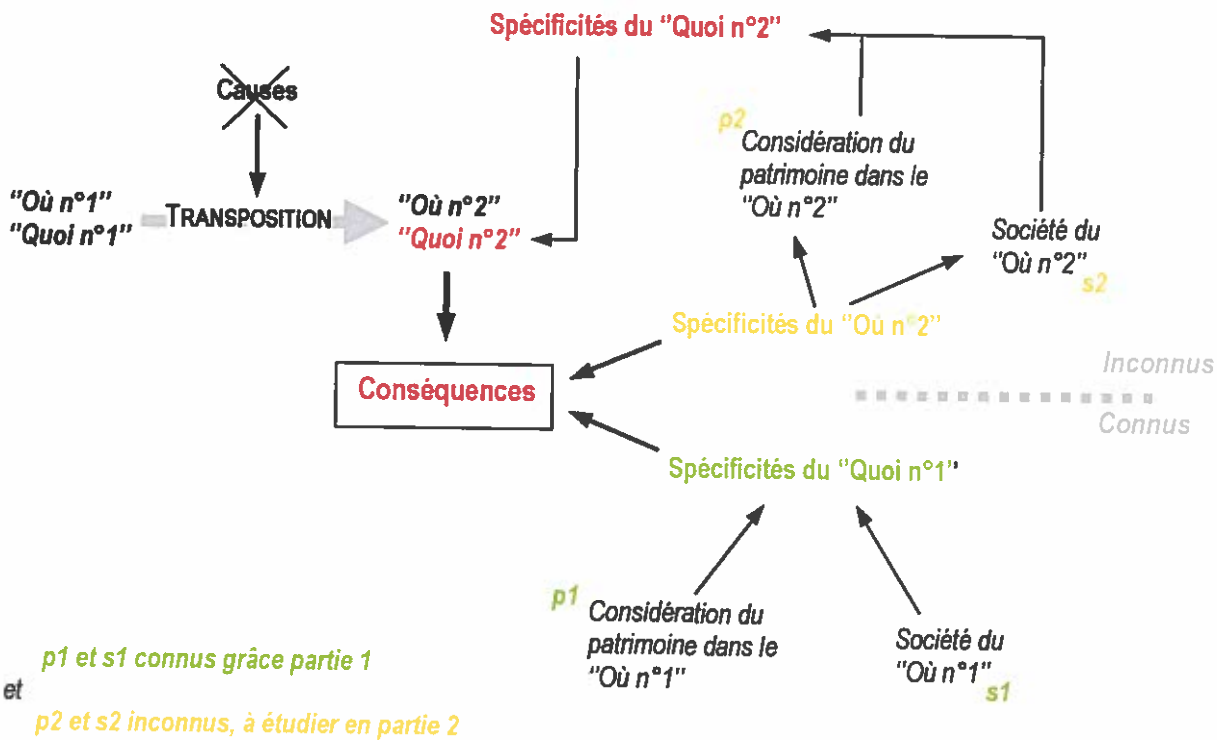 Spécificités du ‘‘Quoi n°2’’
Causes
p2
Considération du
patrimoine dans le
‘‘Où n°2’’
‘‘Où n°1’’
‘‘Quoi n°1’’
TRANSPOSITION
‘‘Où n°2’’
‘‘Quoi n°2’’
Société du
‘‘Où n°2’’
s2
Spécificités du ‘‘Où n°2’’
Inconnus
Conséquences
Connus
Spécificités du ‘‘Quoi n°1’’
p1
Considération du
patrimoine dans le
‘‘Où n°1’’
Société du
‘‘Où n°1’’
s1
p1 et s1 connus grâce partie 1
et
p2 et s2 inconnus, à étudier en partie 2